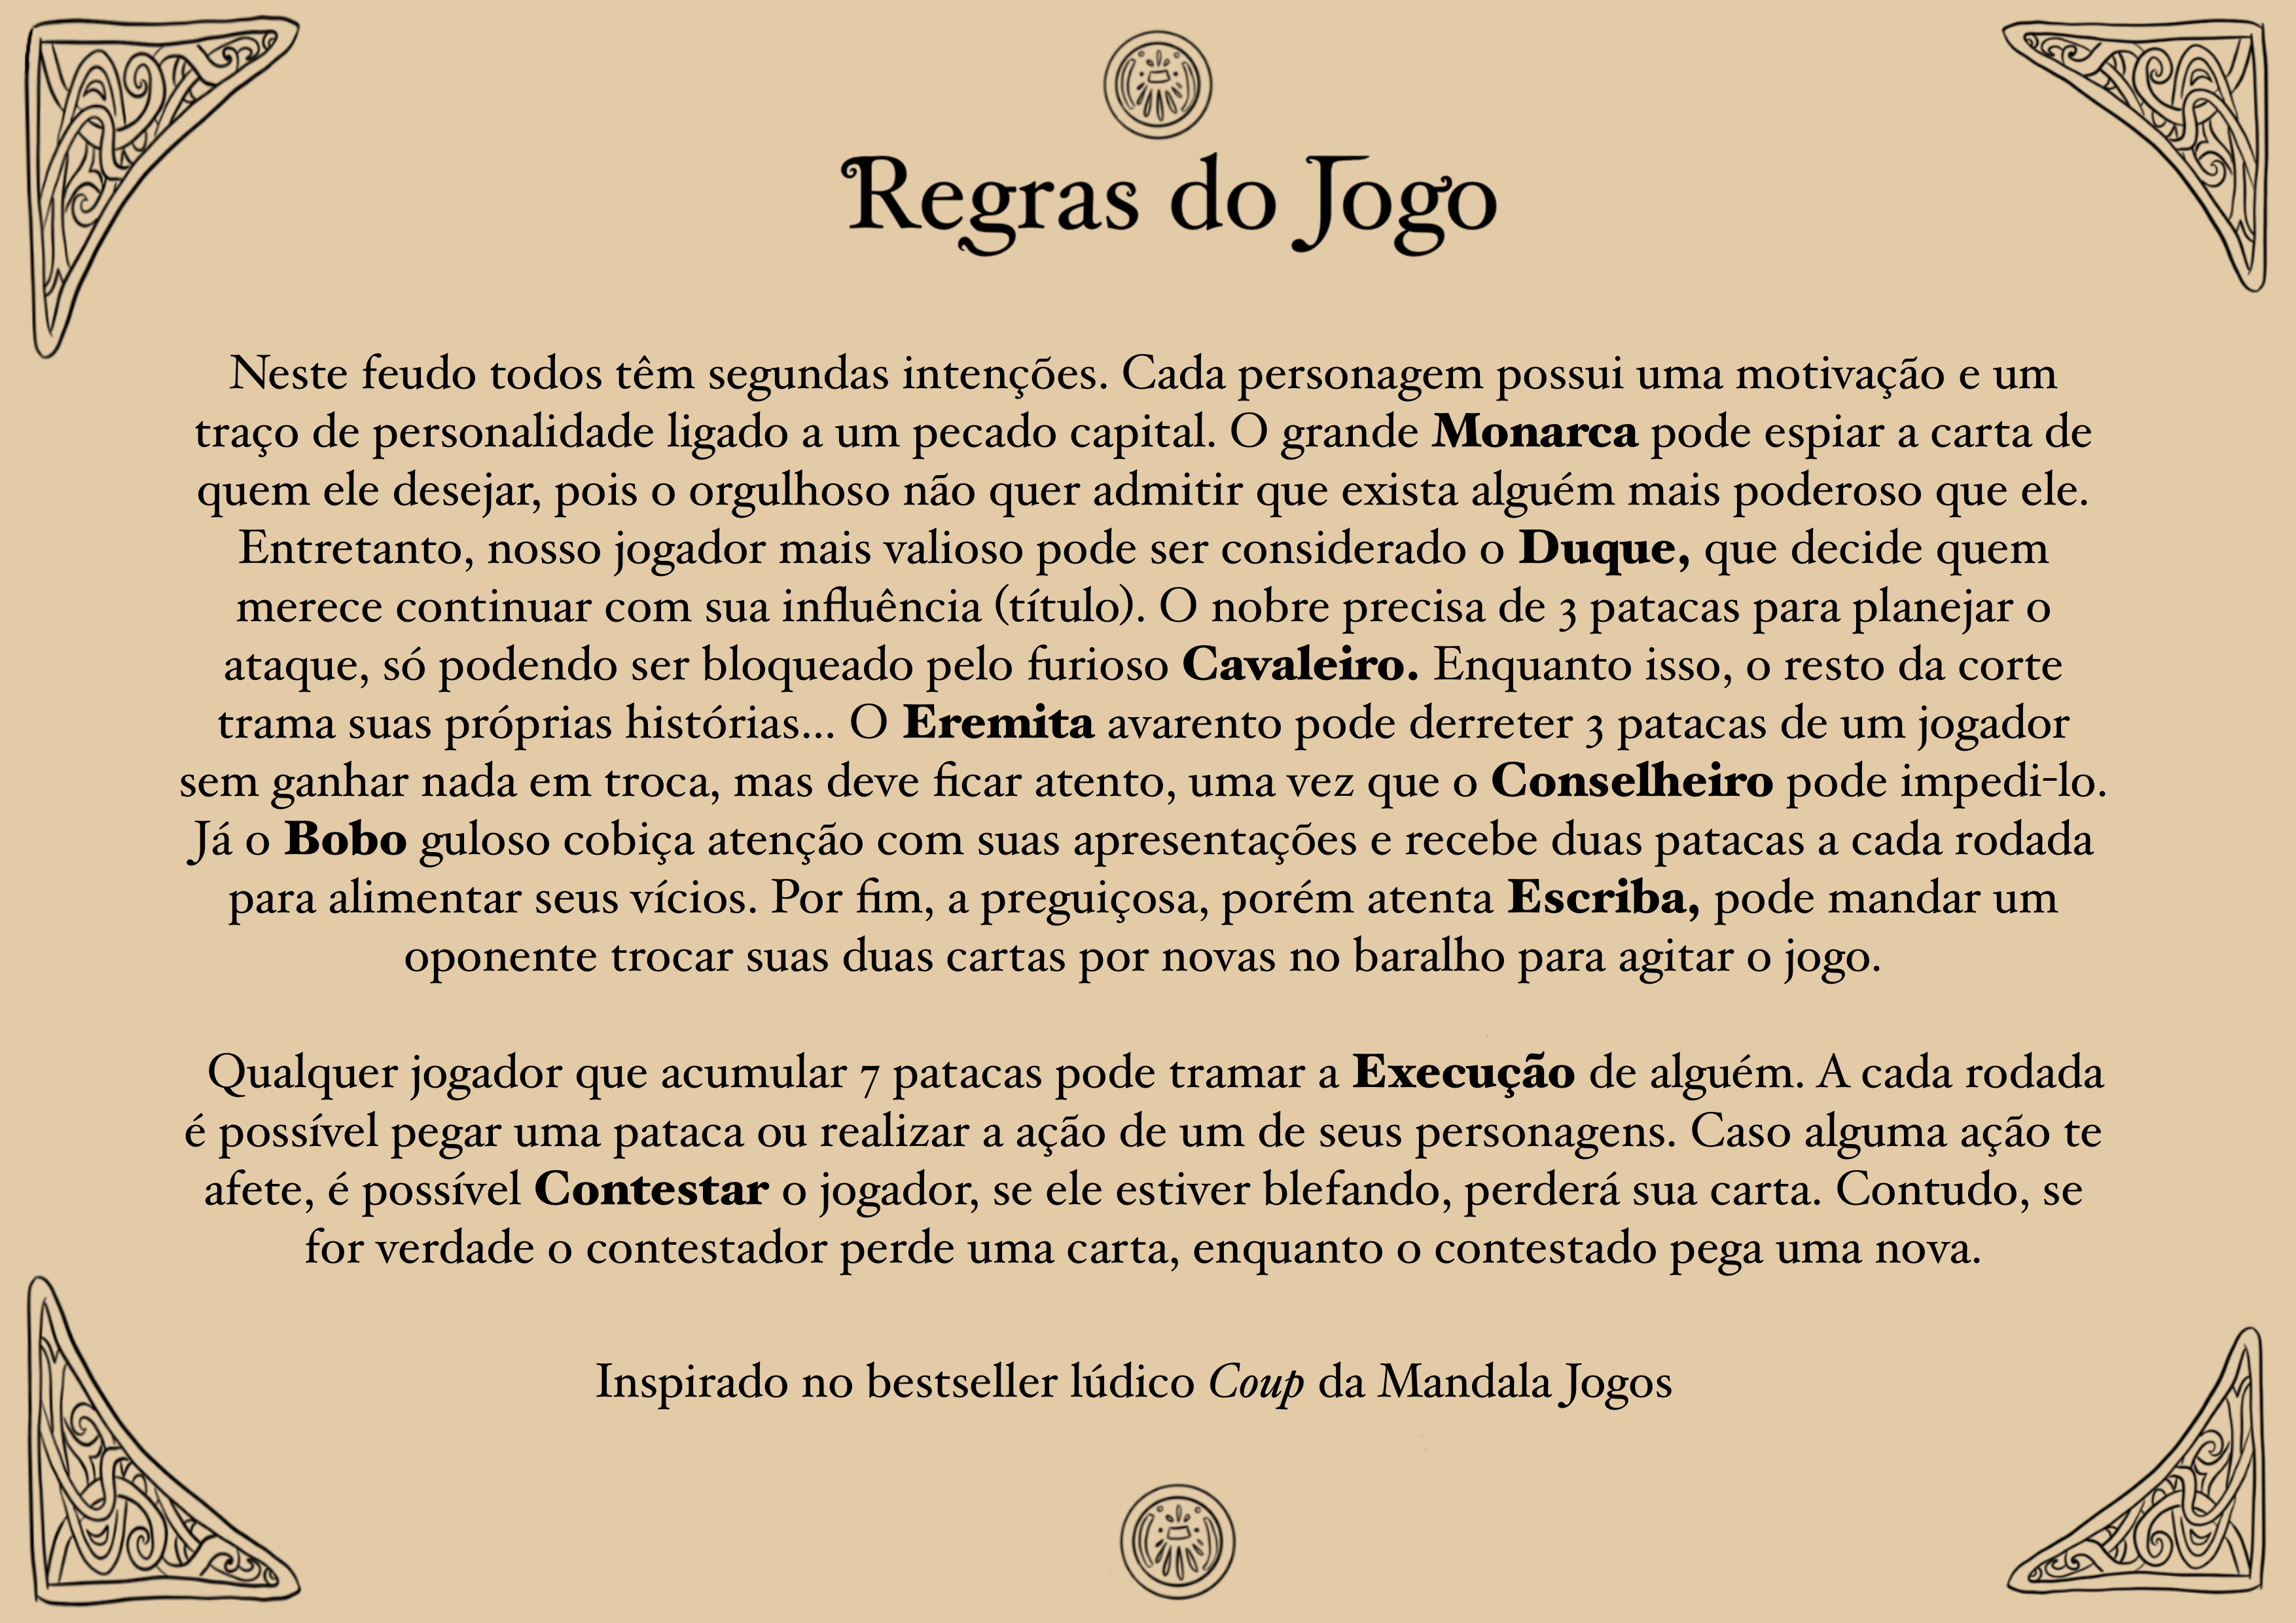 Regras do Jogo
Neste feudo todos têm segundas intenções. Cada personagem possui uma motivação e um
traço de personalidade ligado a um pecado capital. O grande Monarca pode espiar a carta de
quem ele desejar, pois o orgulhoso não quer admitir que exista alguém mais poderoso que ele.
Entretanto, nosso jogador mais valioso pode ser considerado o Duque, que decide quem
merece continuar com sua influência (título). O nobre precisa de 3 patacas para planejar o
ataque, só podendo ser bloqueado pelo furioso Cavaleiro. Enquanto isso, o resto da corte
trama suas próprias histórias... O Eremita avarento pode derreter 3 patacas de um jogador
sem ganhar nada em troca, mas deve ficar atento, uma vez que o Conselheiro pode impedi-lo.
Já o Bobo guloso cobiça atenção com suas apresentações e recebe duas patacas a cada rodada
para alimentar seus vícios. Por fim, a preguiçosa, porém atenta Escriba, pode mandar um
oponente trocar suas duas cartas por novas no baralho para agitar o jogo.
Qualquer jogador que acumular 7 patacas pode tramar a Execução de alguém. A cada rodada
é possível pegar uma pataca ou realizar a ação de um de seus personagens. Caso alguma ação te
afete, é possível Contestar o jogador, se ele estiver blefando, perderá sua carta. Contudo, se
for verdade o contestador perde uma carta, enquanto o contestado pega uma nova.
Inspirado no bestseller lúdico Coup da Mandala Jogos